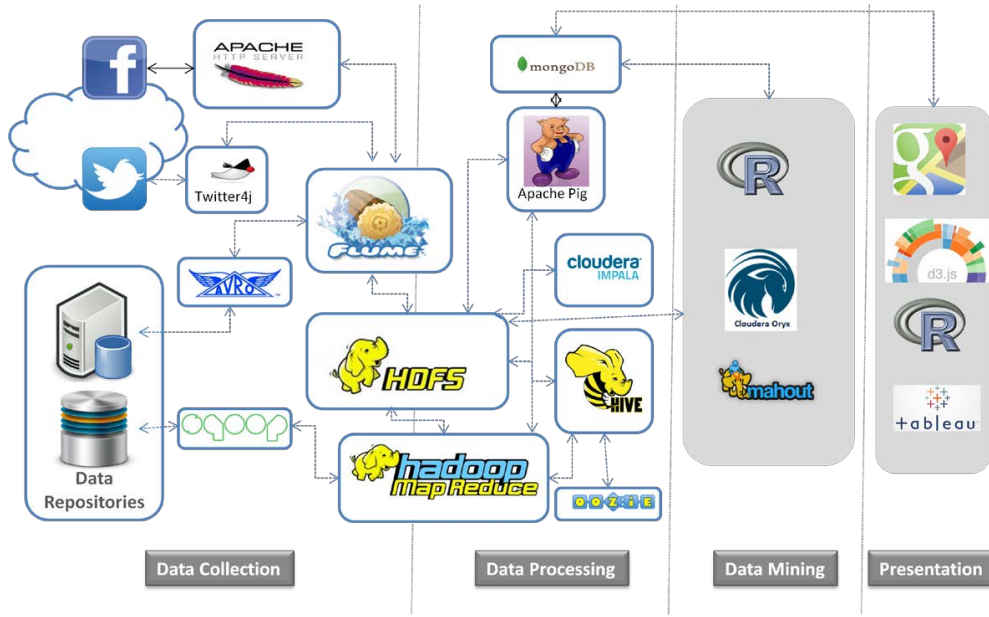 f
APACHE
HTTP SERVER
mongoDB
Twitter4j
Apache Pig
FLUME
R
g
AVRO
cloudera
IMPALA
d3.js
Cloudera Oryx
HDFS
HIVE
R
mahout
sqoop
tableau
hadoop
Map Reduce
Data
Repositories
OOZIE
Data Collection
Data Processing
Data Mining
Presentation